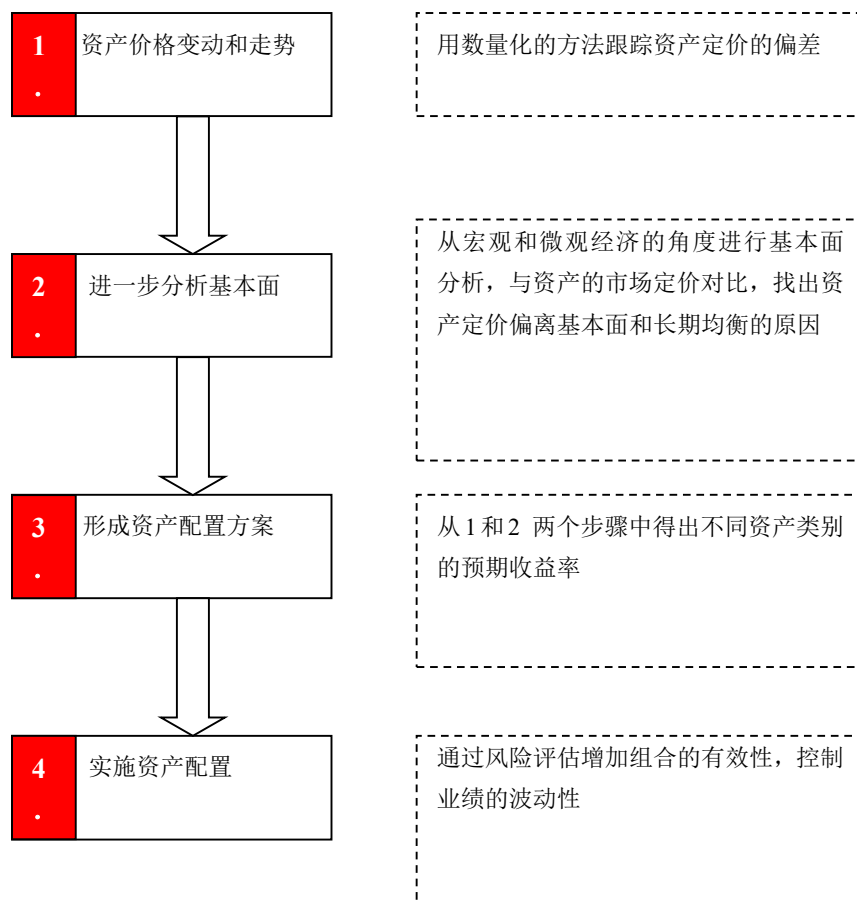 1
.
资产价格变动和走势
用数量化的方法跟踪资产定价的偏差
2
.
进一步分析基本面
从宏观和微观经济的角度进行基本面
分析，与资产的市场定价对比，找出资
产定价偏离基本面和长期均衡的原因
3
.
形成资产配置方案
从1和2 两个步骤中得出不同资产类别
的预期收益率
4
.
实施资产配置
通过风险评估增加组合的有效性，控制
业绩的波动性